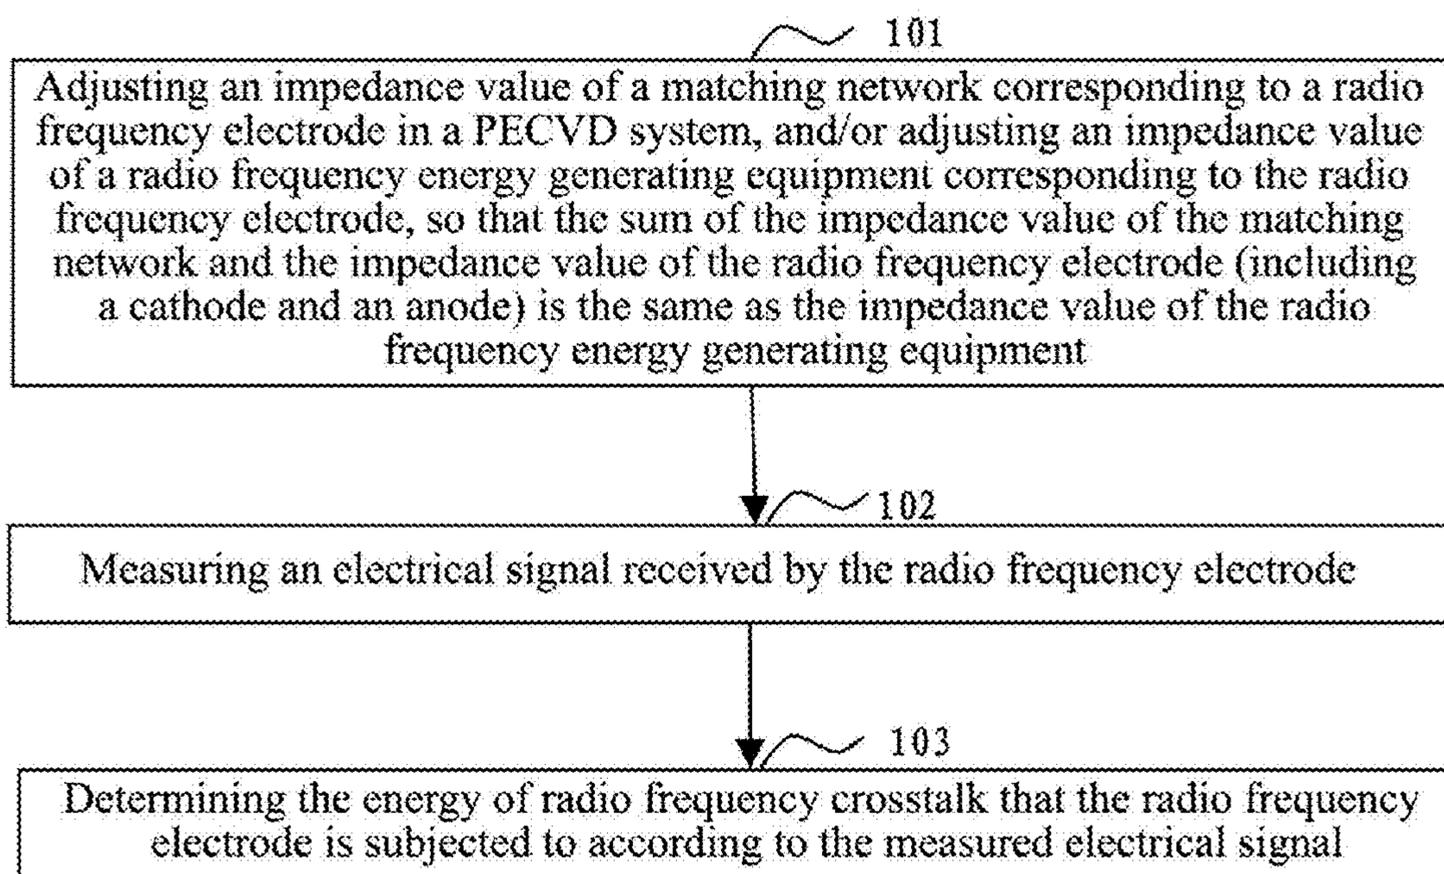 101
Adjusting an impedance value of a matching network corresponding to a radio
frequency electrode in a PECVD system, and/or adjusting an impedance value
of a radio frequency energy generating equipment corresponding to the radio
frequency electrode, so that the sum of the impedance value of the matching
network and the impedance value of the radio frequency electrode (including
a cathode and an anode) is the same as the impedance value of the radio
frequency energy generating equipment
102
Measuring an electrical signal received by the radio frequency electrode
103
Determining the energy of radio frequency crosstalk that the radio frequency
electrode is subjected to according to the measured electrical signal